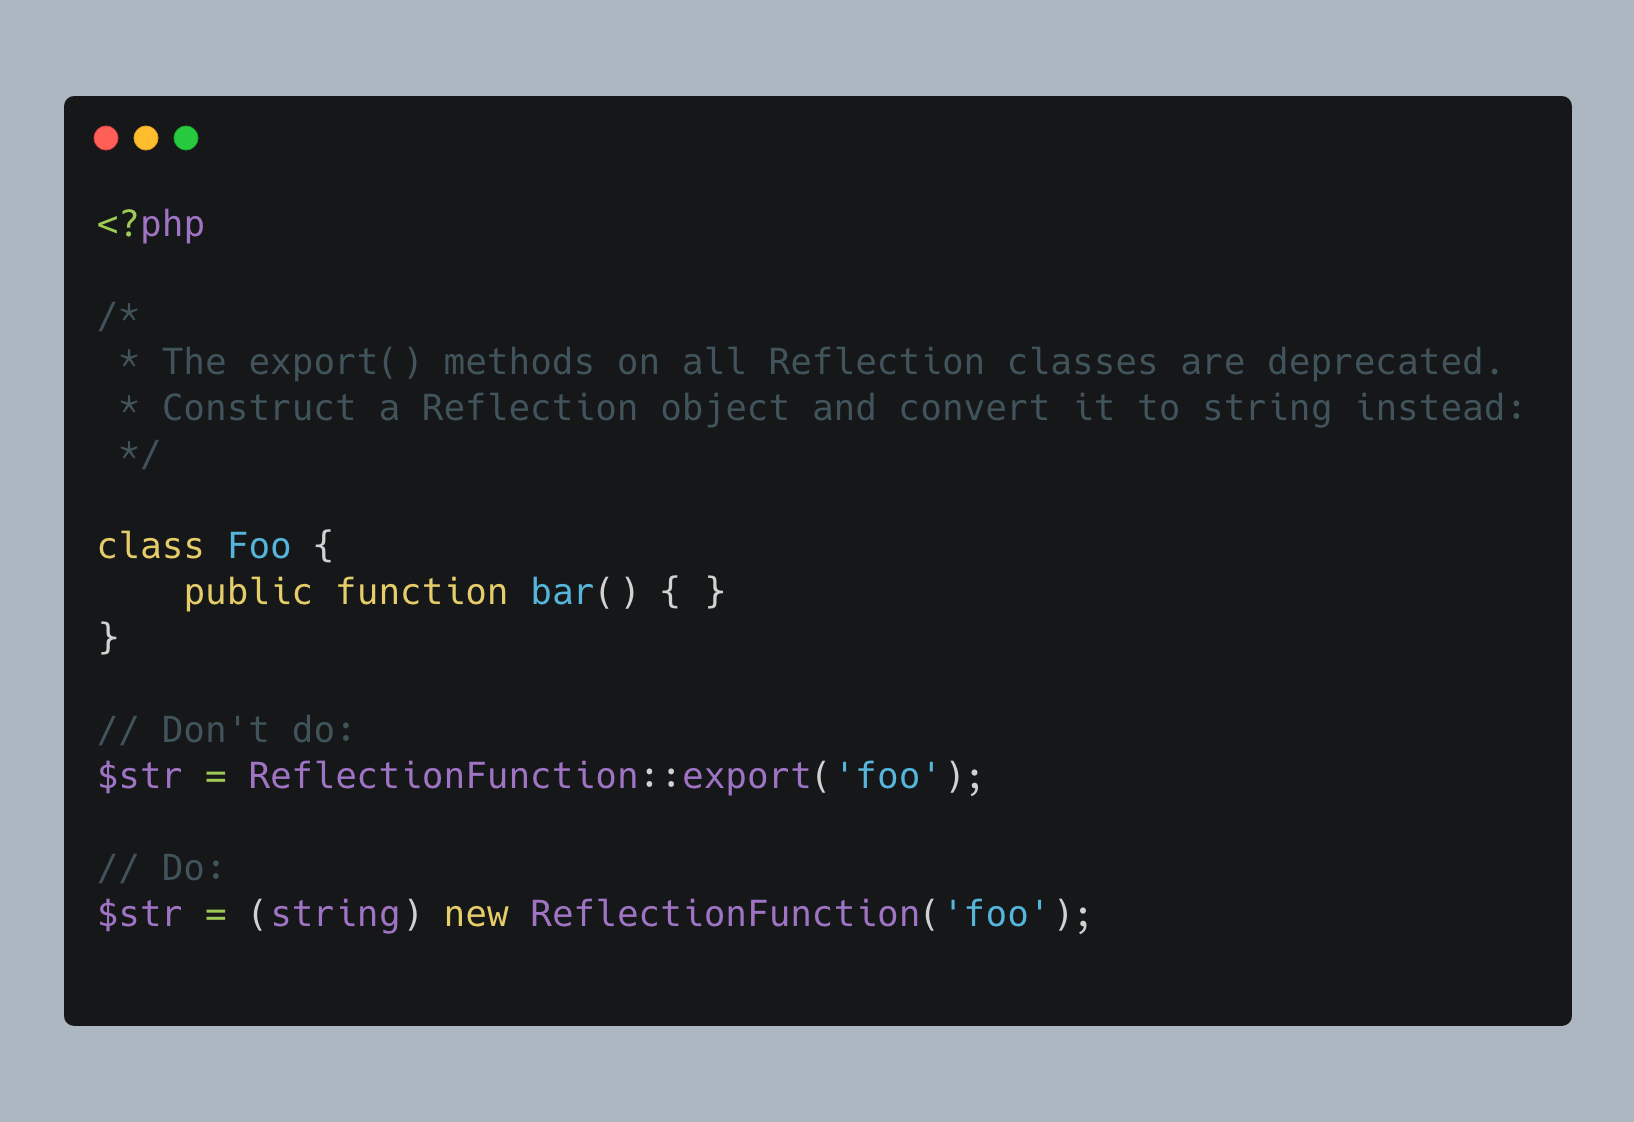 <?php
/*
 * The export() methods on all Reflection classes are deprecated.
 * Construct a Reflection object and convert it to string instead:
 */
class Foo {
    public function bar() { }
}
// Don't do:
$str = ReflectionFunction::export('foo');
// Do:
$str = (string) new ReflectionFunction('foo');